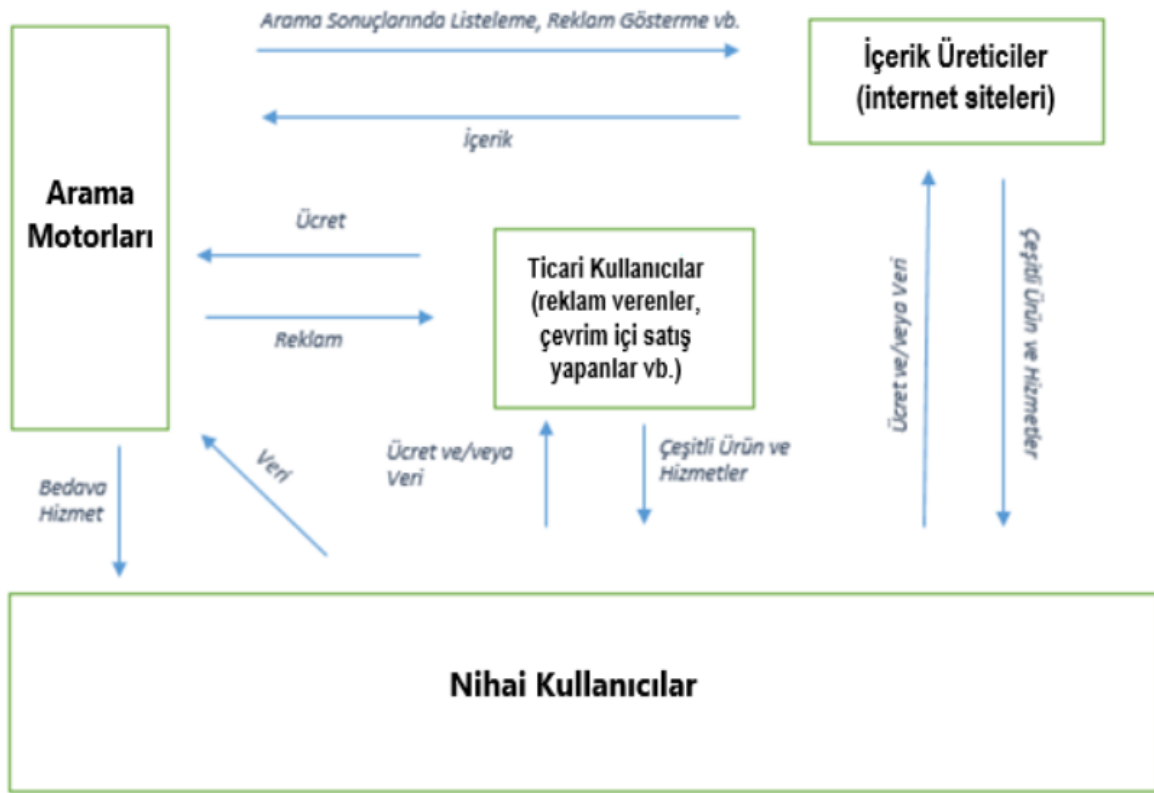 Arama Sonuçlarında Listeleme, Reklam Gösterme vb.
İçerik Üreticiler
(internet siteleri)
İçerik
Arama
Motorları
Ücret
Reklam
Ticari Kullanıcılar
(reklam verenler,
çevrim içi satış
yapanlar vb.)
Ücret ve/veya Veri
Çeşitli Ürün ve Hizmetler
Bedava
Hizmet
Veri
Ücret ve/veya
Veri
Çeşitli Ürün ve
Hizmetler
Nihai Kullanıcılar